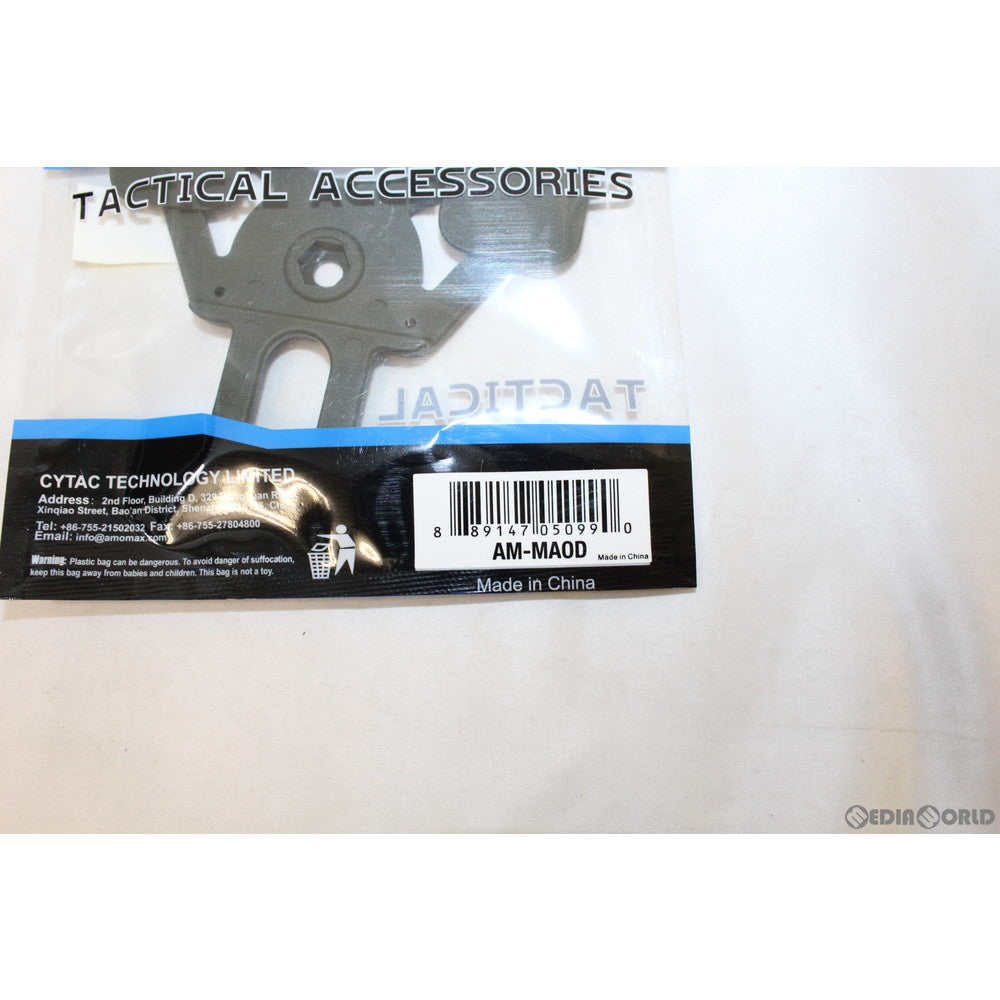 TACTICAL ACCESSORIES
TACTICAL
CYTAC TECHNOLOGY LIMITED
Address: 2nd Floor, Building D, 329
Xinqiao Street, Bao'an District,
Tel: +86-755-21502032 Fax: +86-755-27804800
Email: info@amomax.com
Warning: Plastic bag can be dangerous. To avoid danger of suffocation,
keep this bag away from babies and children. This bag is not a toy.
8 89147 05099 0
AM-MAOD Made in China
Made in China
MEDIAWORLD